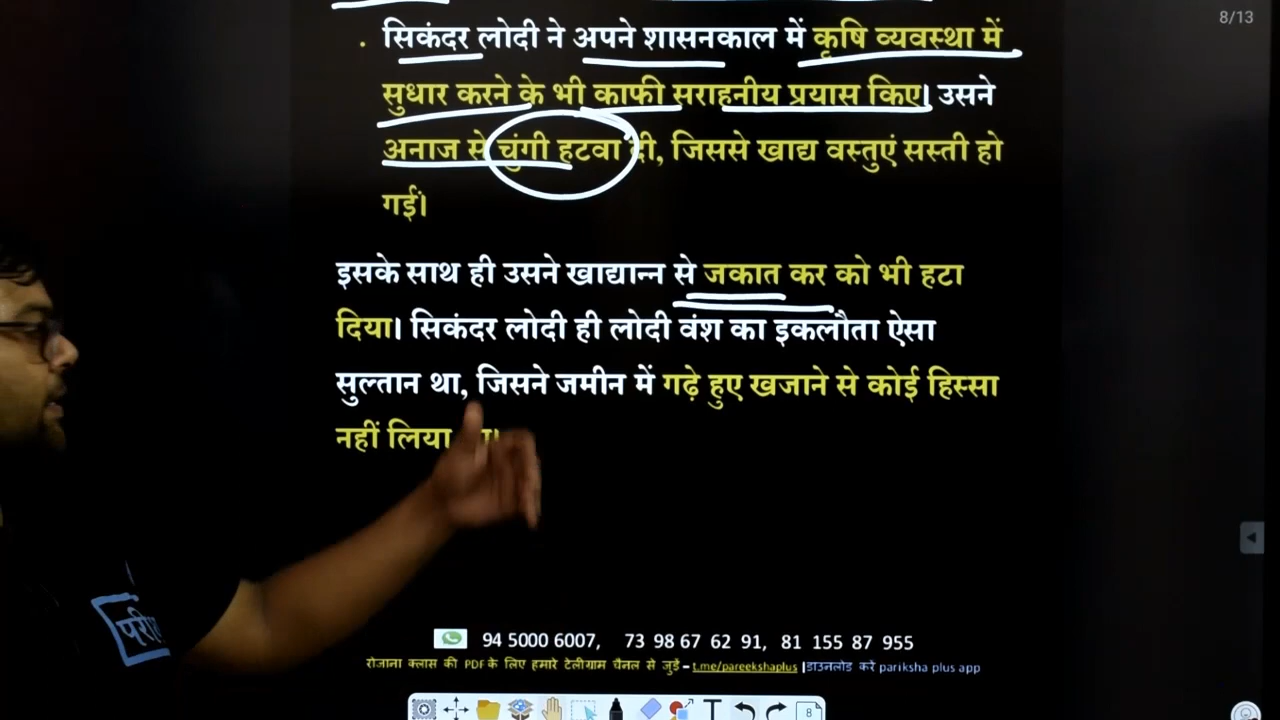 8/13
. सिकंदर लोदी ने अपने शासनकाल में कृषि व्यवस्था में
सुधार करने के भी काफी सराहनीय प्रयास किए। उसने
अनाज से चुंगी हटवा दी, जिससे खाद्य वस्तुएं सस्ती हो
गईं।
इसके साथ ही उसने खाद्यान्न से जकात कर को भी हटा
दिया। सिकंदर लोदी ही लोदी वंश का इकलौता ऐसा
सुल्तान था, जिसने जमीन में गढ़े हुए खजाने से कोई हिस्सा
नहीं लिया
94 5000 6007, 73 98 67 62 91, 81 155 87 955
रोजाना क्लास की PDF के लिए हमारे टेलीग्राम चैनल से जुड़ें – t.me/pareekshaplus |डाउनलोड करे pariksha plus app
T
8